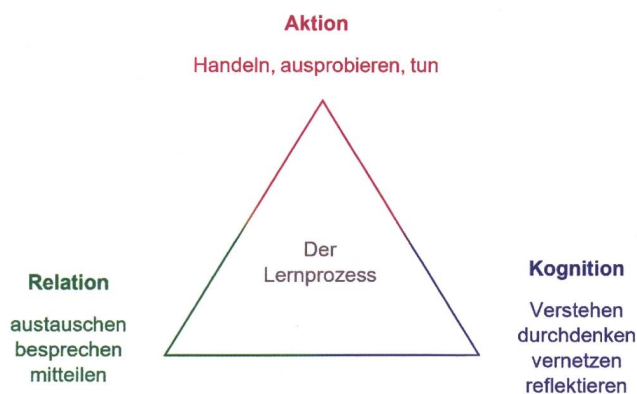 Aktion
Handeln, ausprobieren, tun
Der
Lernprozess
Relation
austauschen
besprechen
mitteilen
Kognition
Verstehen
durchdenken
vernetzen
reflektieren